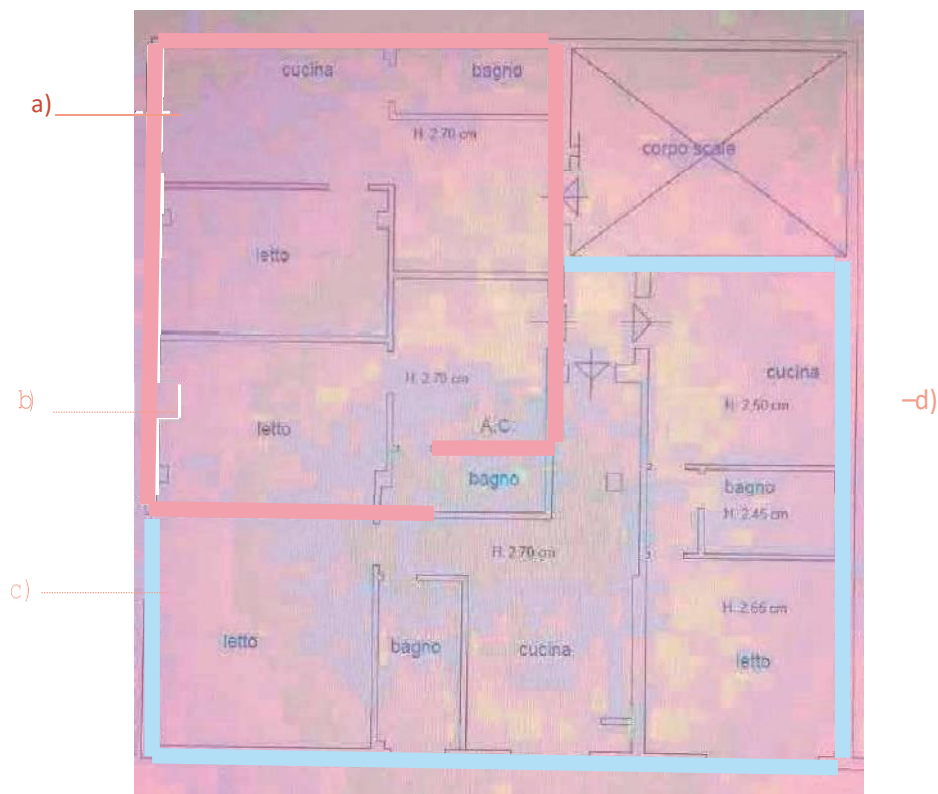 cucina
bagno
a)
H: 2.70 cm
corpo scale
letto
H: 2.70 cm
cucina
b)
d)
H: 2.50 cm
letto
A.C.
bagno
bagno
H: 2.45 cm
H: 2.70 cm
c)
H: 2.66 cm
letto
bagno
cucina
letto